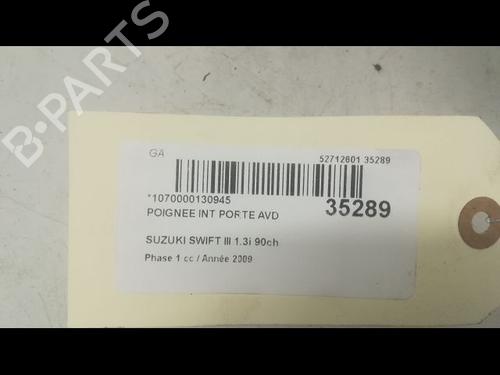 GA
52712601 35289
*1070000130945
POIGNEE INT PORTE AVD
35289
SUZUKI SWIFT III 1.3i 90ch
Phase 1 cc / Année 2009
B-PARTS